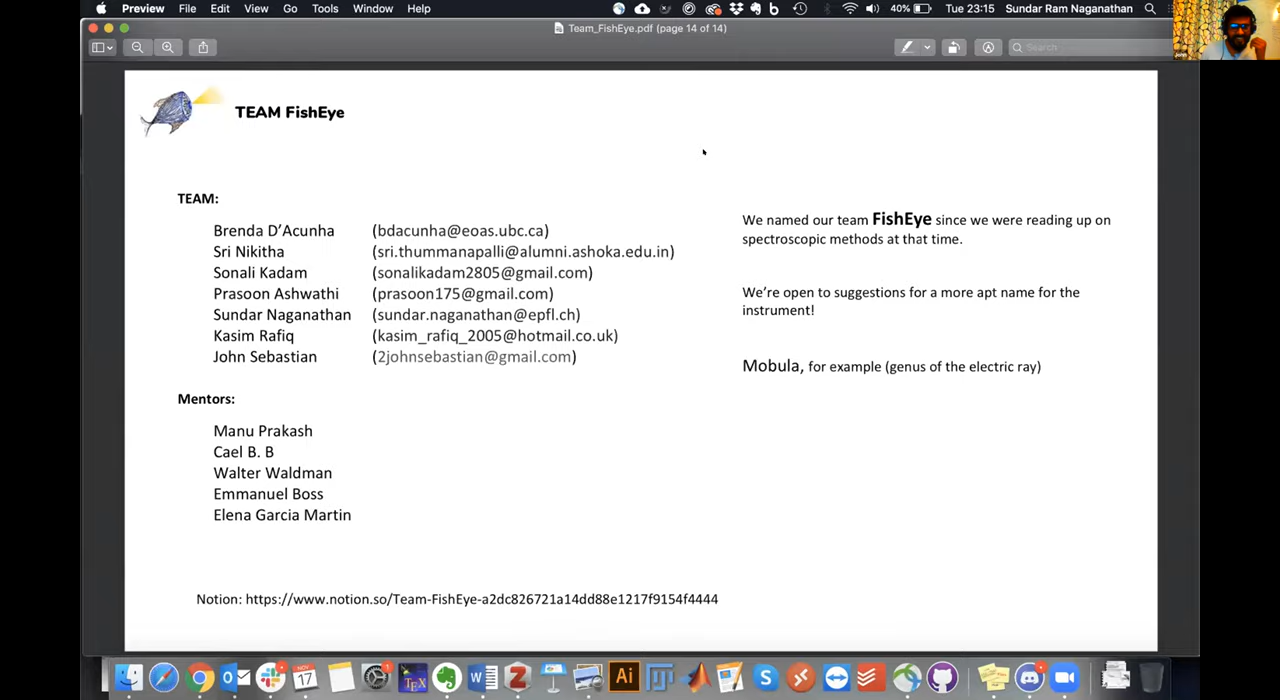 Preview File Edit View Go Tools Window Help 40% Tue 23:15 Sundar Ram Naganathan
Team_FishEye.pdf (page 14 of 14)
Search
TEAM FishEye
TEAM:
Brenda D'Acunha (bdacunha@eoas.ubc.ca)
Sri Nikitha (sri.thummanapalli@alumni.ashoka.edu.in)
Sonali Kadam (sonalikadam2805@gmail.com)
Prasoon Ashwathi (prasoon175@gmail.com)
Sundar Naganathan (sundar.naganathan@epfl.ch)
Kasim Rafiq (kasim_rafiq_2005@hotmail.co.uk)
John Sebastian (2johnsebastian@gmail.com)
Mentors:
Manu Prakash
Cael B. B
Walter Waldman
Emmanuel Boss
Elena Garcia Martin
We named our team FishEye since we were reading up on
spectroscopic methods at that time.
We're open to suggestions for a more apt name for the
instrument!
Mobula, for example (genus of the electric ray)
Notion: https://www.notion.so/Team-FishEye-a2dc826721a14dd88e1217f9154f4444
NOV
17
TEX
Ai